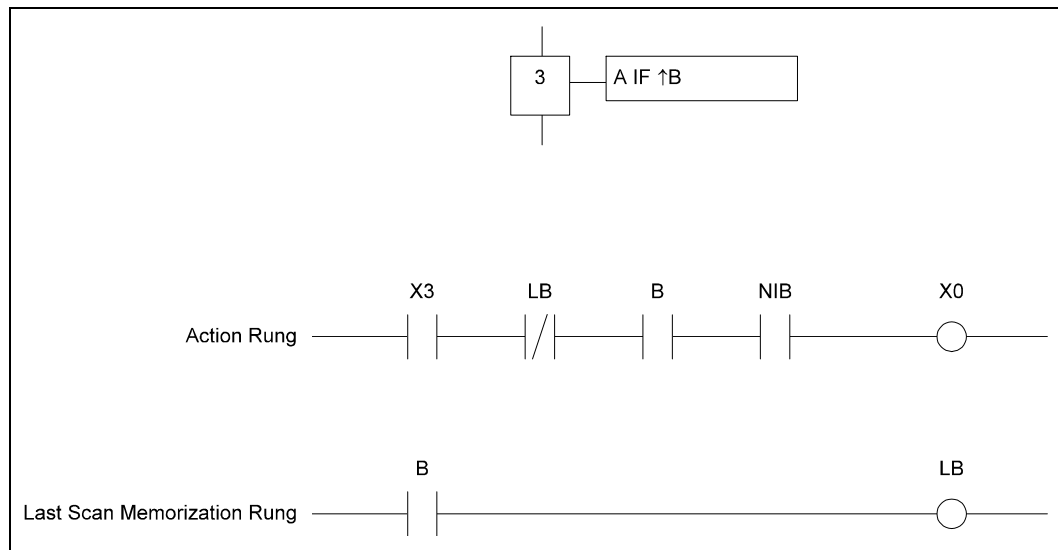 3
A IF ↑B
X3 LB B NIB X0
Action Rung
B LB
Last Scan Memorization Rung